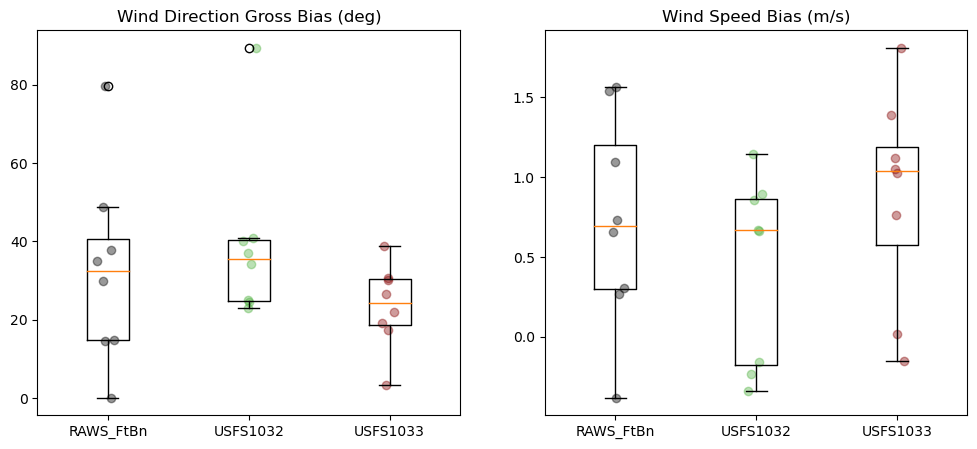 Wind Direction Gross Bias (deg)
80
60
40
20
0
RAWS_FtBn
USFS1032
USFS1033
Wind Speed Bias (m/s)
1.5
1.0
0.5
0.0
RAWS_FtBn
USFS1032
USFS1033